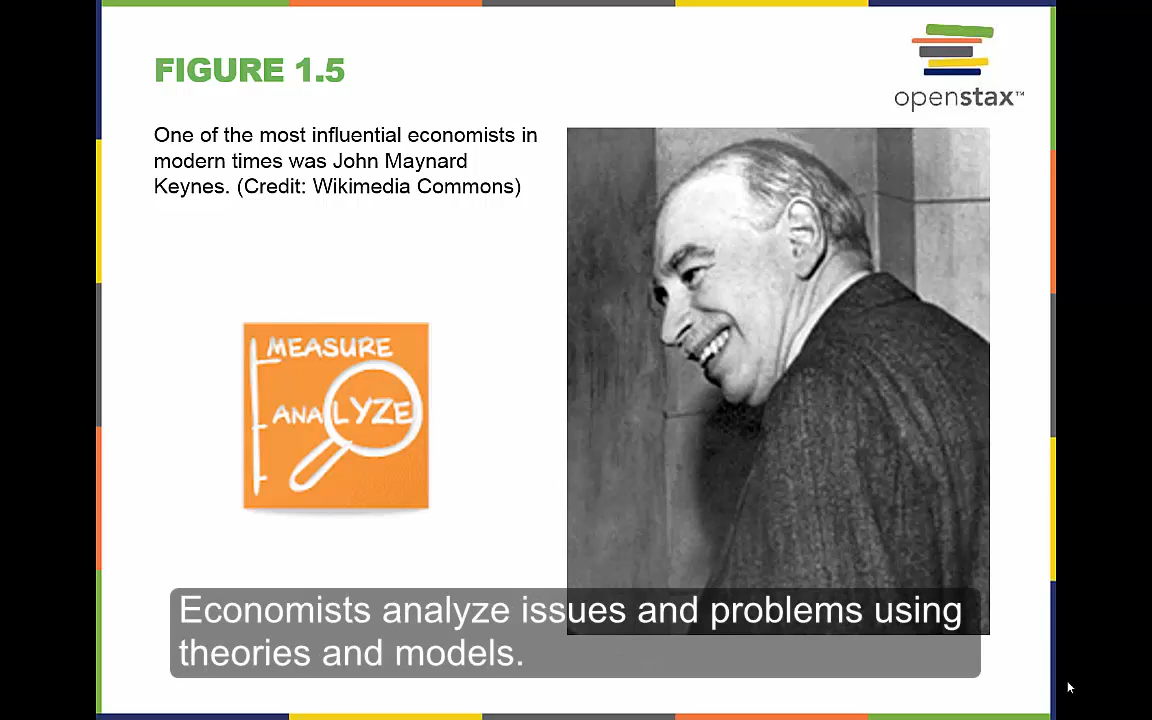 FIGURE 1.5
openstax™
One of the most influential economists in
modern times was John Maynard
Keynes. (Credit: Wikimedia Commons)
MEASURE
ANALYZE
Economists analyze issues and problems using
theories and models.